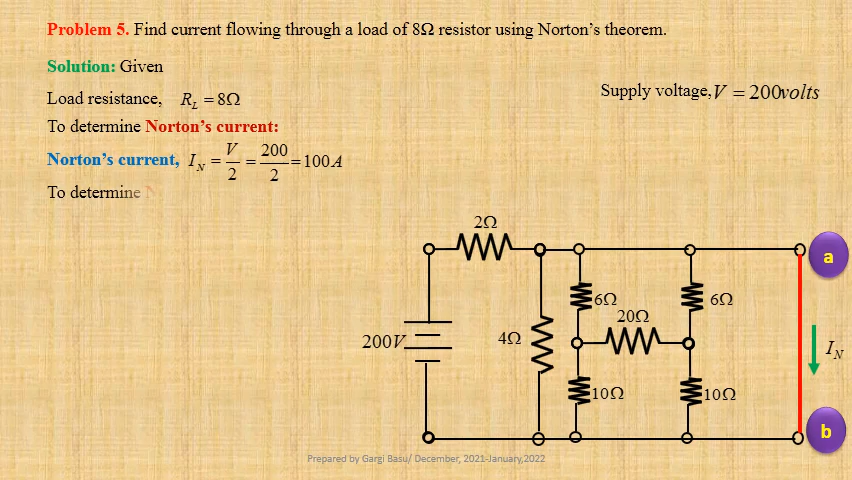 Problem 5. Find current flowing through a load of 8Ω resistor using Norton's theorem.
Solution: Given
Supply voltage, V = 200volts
Load resistance, R_L = 8Ω
To determine Norton's current:
Norton's current, I_N = V/2 = 200/2 = 100A
To determine N
2Ω
a
6Ω
6Ω
20Ω
200V
4Ω
I_N
10Ω
10Ω
b
Prepared by Gargi Basu/ December, 2021-January,2022